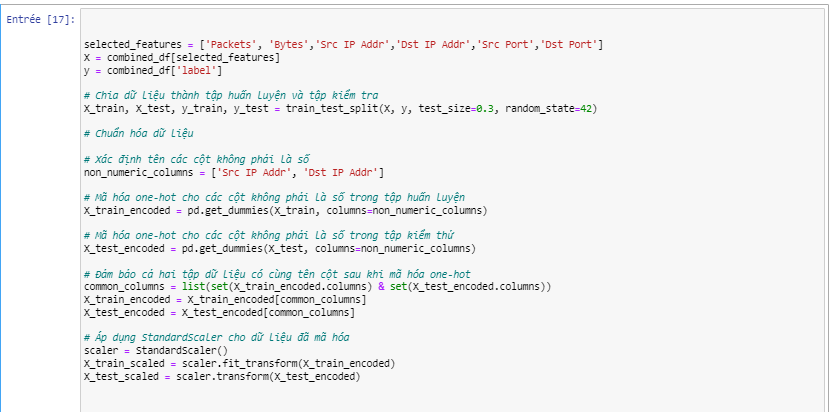 Entrée [17]:
selected_features = ['Packets', 'Bytes','Src IP Addr','Dst IP Addr','Src Port','Dst Port']
X = combined_df[selected_features]
y = combined_df['label']
# Chia dữ liệu thành tập huấn luyện và tập kiểm tra
X_train, X_test, y_train, y_test = train_test_split(X, y, test_size=0.3, random_state=42)
# Chuẩn hóa dữ liệu
# Xác định tên các cột không phải là số
non_numeric_columns = ['Src IP Addr', 'Dst IP Addr']
# Mã hóa one-hot cho các cột không phải là số trong tập huấn luyện
X_train_encoded = pd.get_dummies(X_train, columns=non_numeric_columns)
# Mã hóa one-hot cho các cột không phải là số trong tập kiểm thử
X_test_encoded = pd.get_dummies(X_test, columns=non_numeric_columns)
# Đảm bảo cả hai tập dữ liệu có cùng tên cột sau khi mã hóa one-hot
common_columns = list(set(X_train_encoded.columns) & set(X_test_encoded.columns))
X_train_encoded = X_train_encoded[common_columns]
X_test_encoded = X_test_encoded[common_columns]
# Áp dụng StandardScaler cho dữ liệu đã mã hóa
scaler = StandardScaler()
X_train_scaled = scaler.fit_transform(X_train_encoded)
X_test_scaled = scaler.transform(X_test_encoded)